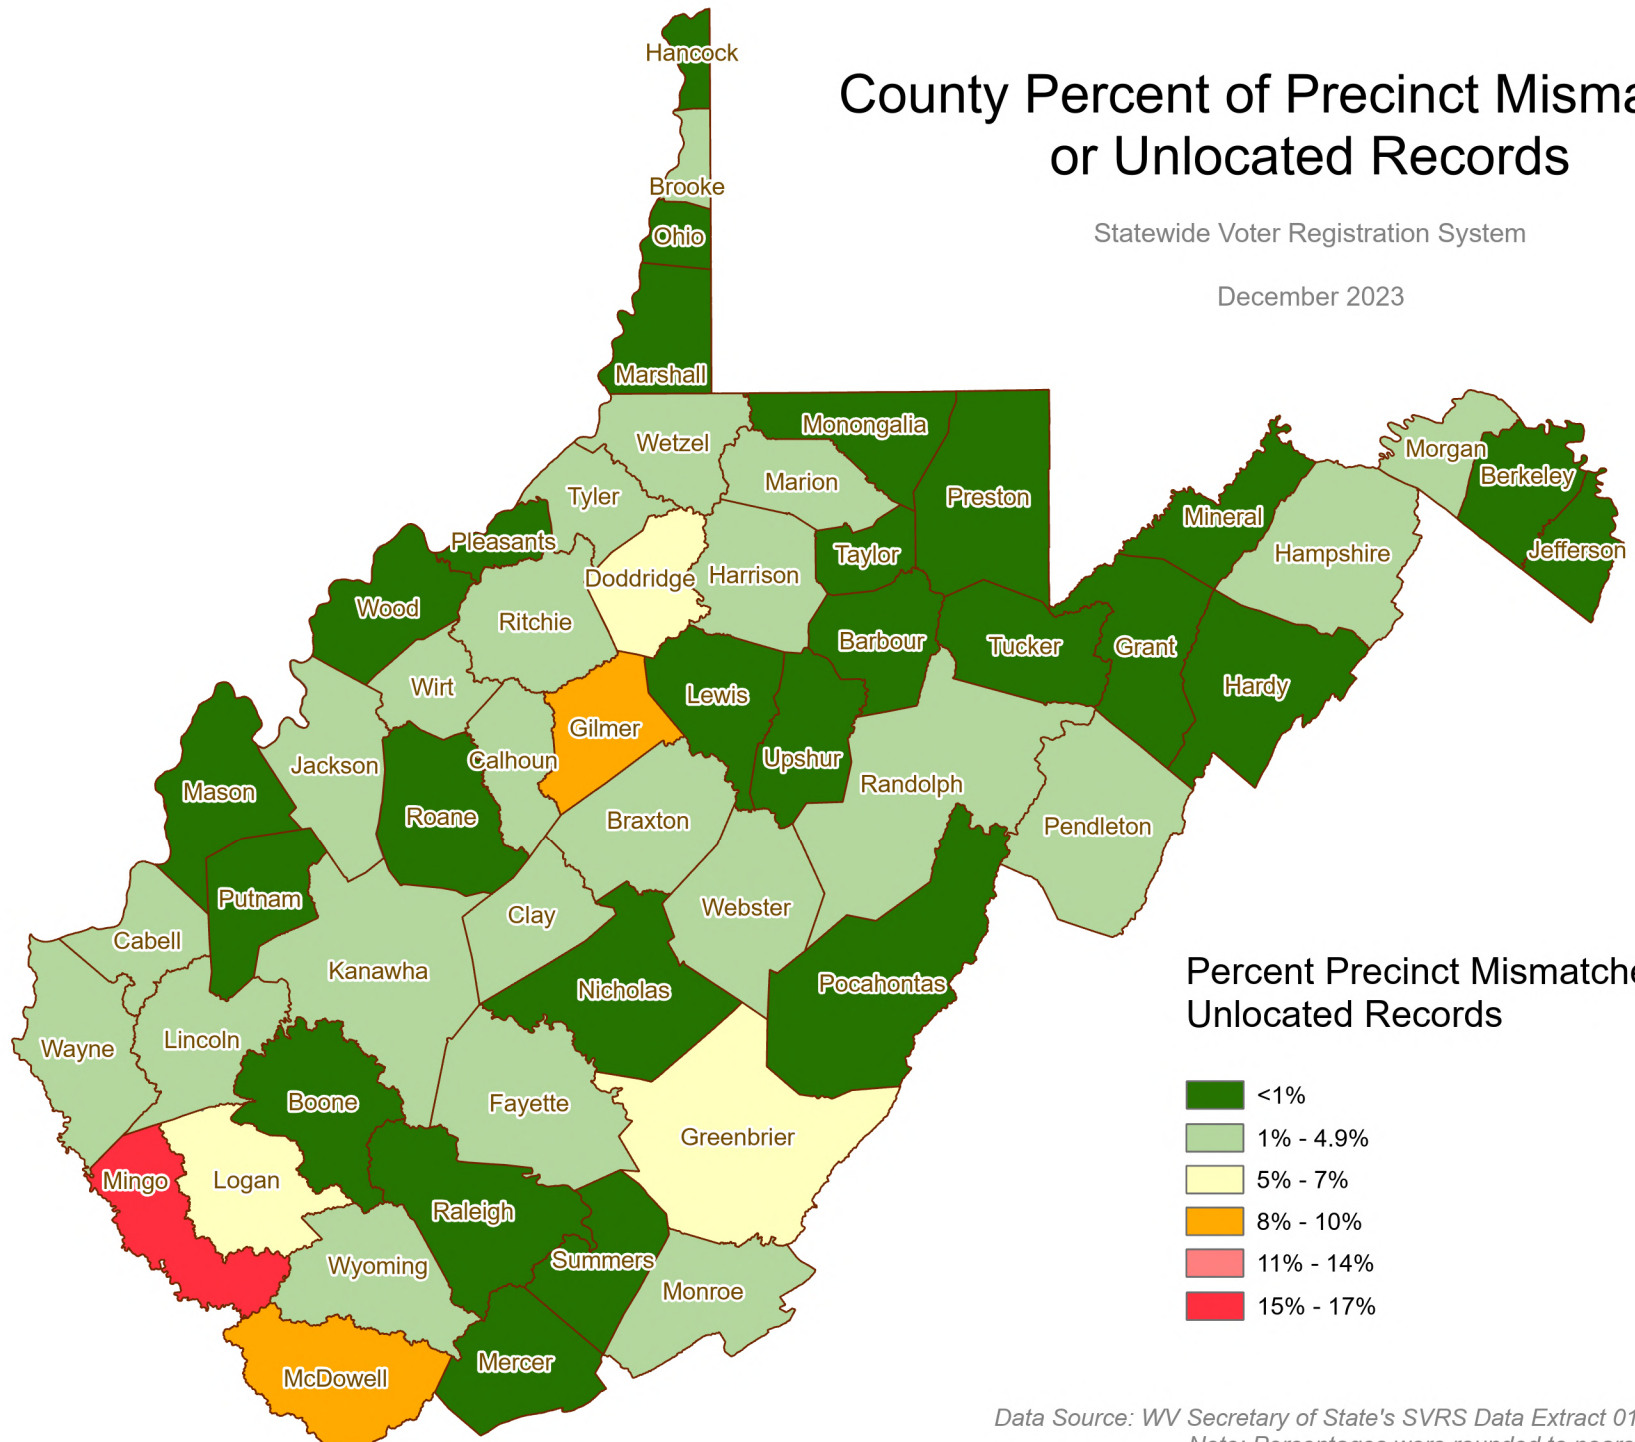 County Percent of Precinct Misma
or Unlocated Records
Statewide Voter Registration System
December 2023
Hancock
Brooke
Ohio
Marshall
Wetzel
Monongalia
Marion
Preston
Tyler
Pleasants
Doddridge
Harrison
Taylor
Mineral
Morgan
Berkeley
Jefferson
Hampshire
Wood
Ritchie
Barbour
Tucker
Grant
Hardy
Wirt
Lewis
Gilmer
Calhoun
Upshur
Randolph
Pendleton
Jackson
Mason
Roane
Braxton
Putnam
Clay
Webster
Cabell
Kanawha
Nicholas
Pocahontas
Wayne
Lincoln
Boone
Fayette
Greenbrier
Mingo
Logan
Raleigh
Summers
Wyoming
Monroe
McDowell
Mercer
Percent Precinct Mismatche
Unlocated Records
<1%
1% - 4.9%
5% - 7%
8% - 10%
11% - 14%
15% - 17%
Data Source: WV Secretary of State's SVRS Data Extract 01
Note: Percentages were rounded to